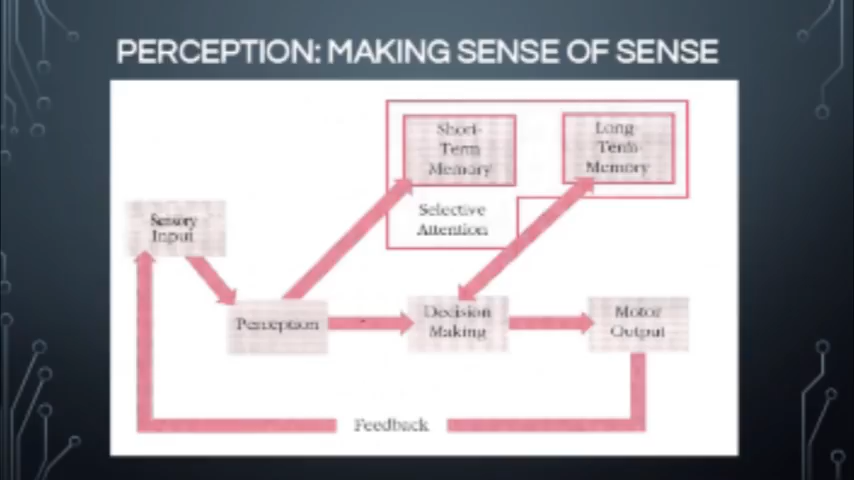 PERCEPTION: MAKING SENSE OF SENSE
Short-
Term
Memory
Long-
Term-
Memory
Selective
Attention
Sensory
Input
Perception
Decision
Making
Motor
Output
Feedback